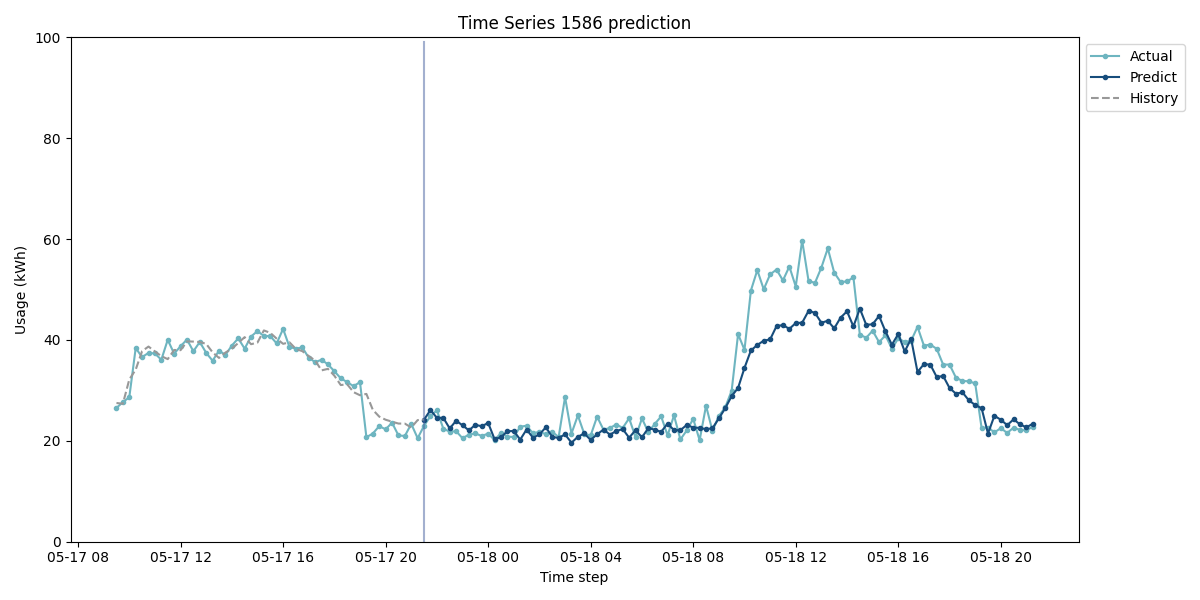 Time Series 1586 prediction
Usage (kWh)
100
80
60
40
20
0
05-17 08
05-17 12
05-17 16
05-17 20
05-18 00
05-18 04
05-18 08
05-18 12
05-18 16
05-18 20
Time step
Actual
Predict
History